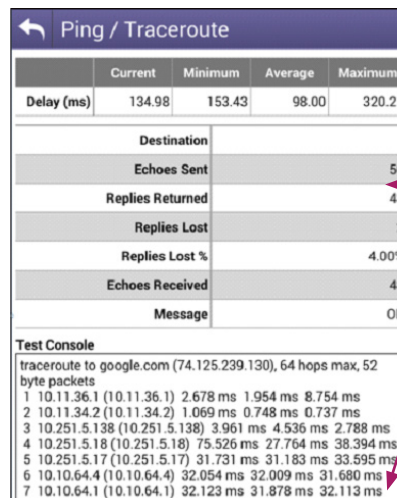 Ping / Traceroute
Current Minimum Average Maximum
Delay (ms) 134.98 153.43 98.00 320.2
Destination
Echoes Sent 5
Replies Returned 4
Replies Lost
Replies Lost % 4.00%
Echoes Received 4
Message O
Test Console
traceroute to google.com (74.125.239.130), 64 hops max, 52
byte packets
1 10.11.36.1 (10.11.36.1) 2.678 ms 1.954 ms 8.754 ms
2 10.11.34.2 (10.11.34.2) 1.069 ms 0.748 ms 0.737 ms
3 10.251.5.138 (10.251.5.138) 3.961 ms 4.536 ms 2.788 ms
4 10.251.5.18 (10.251.5.18) 75.526 ms 27.764 ms 38.394 ms
5 10.251.5.17 (10.251.5.17) 31.731 ms 31.183 ms 33.595 ms
6 10.10.64.4 (10.10.64.4) 32.054 ms 32.009 ms 31.680 ms
7 10.10.64.1 (10.10.64.1) 32.123 ms 31.878 ms 32.113 ms